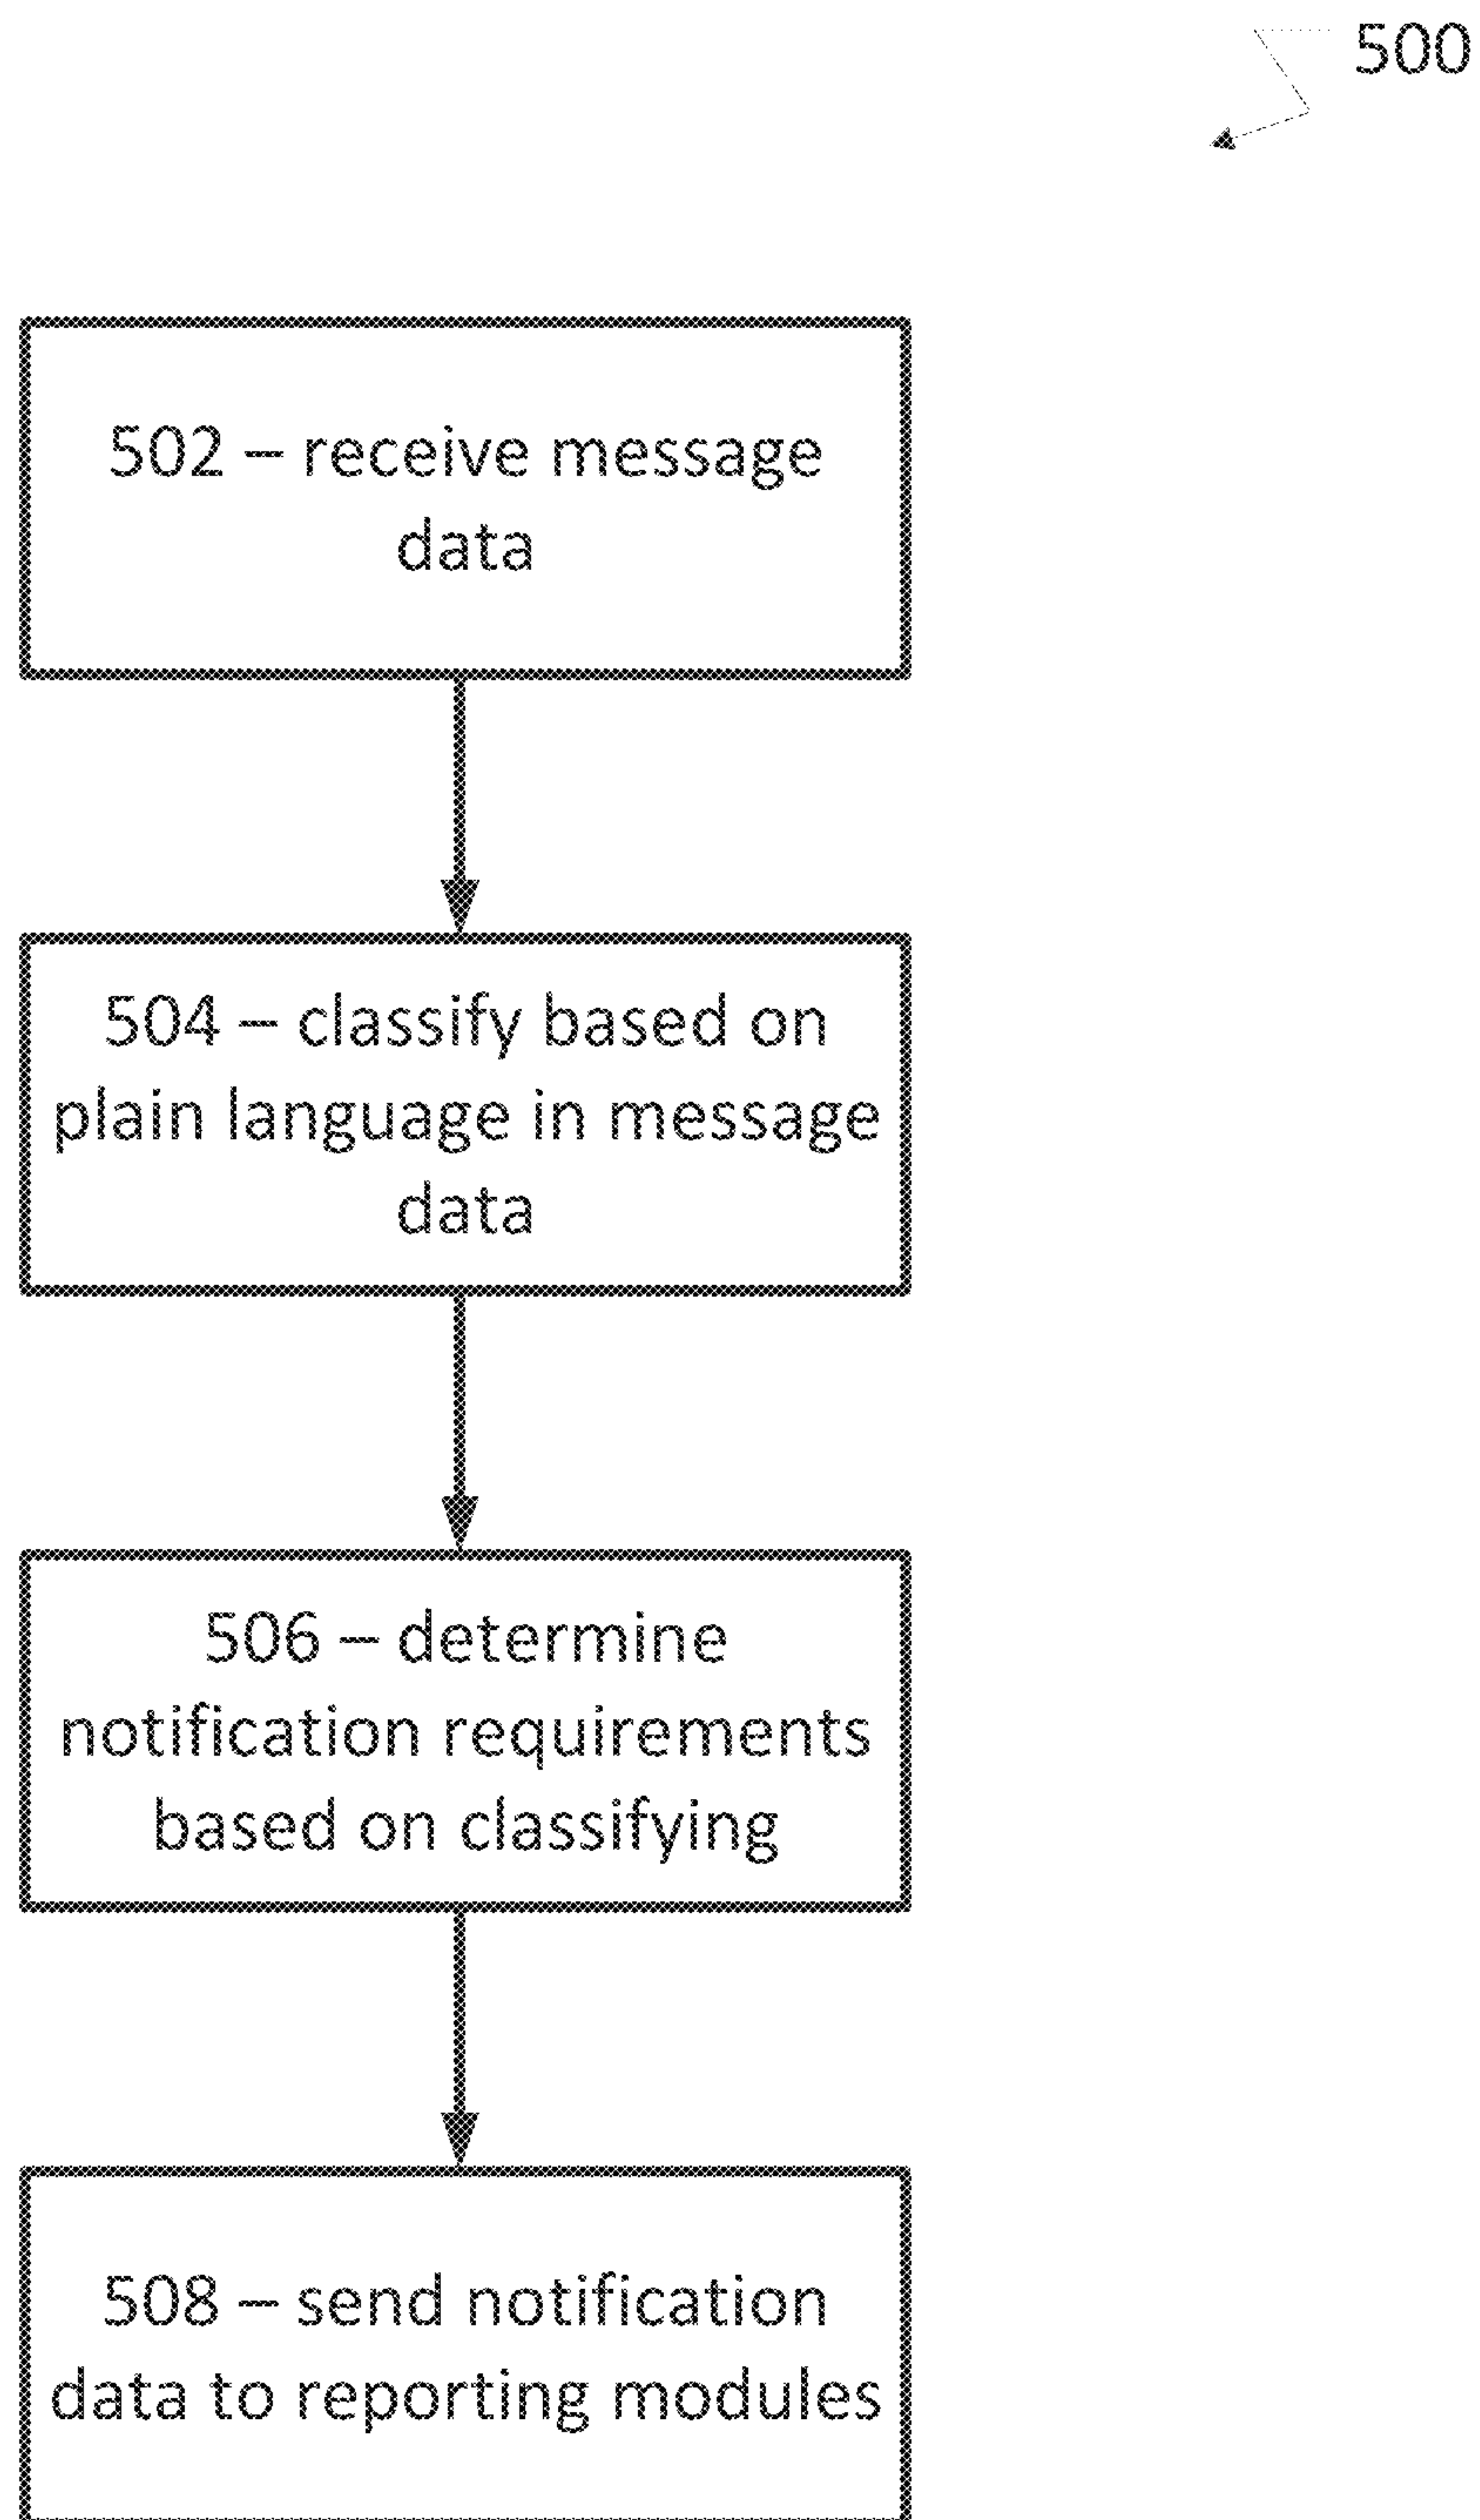 500
502 – receive message
data
504 – classify based on
plain language in message
data
506 – determine
notification requirements
based on classifying
508 – send notification
data to reporting modules